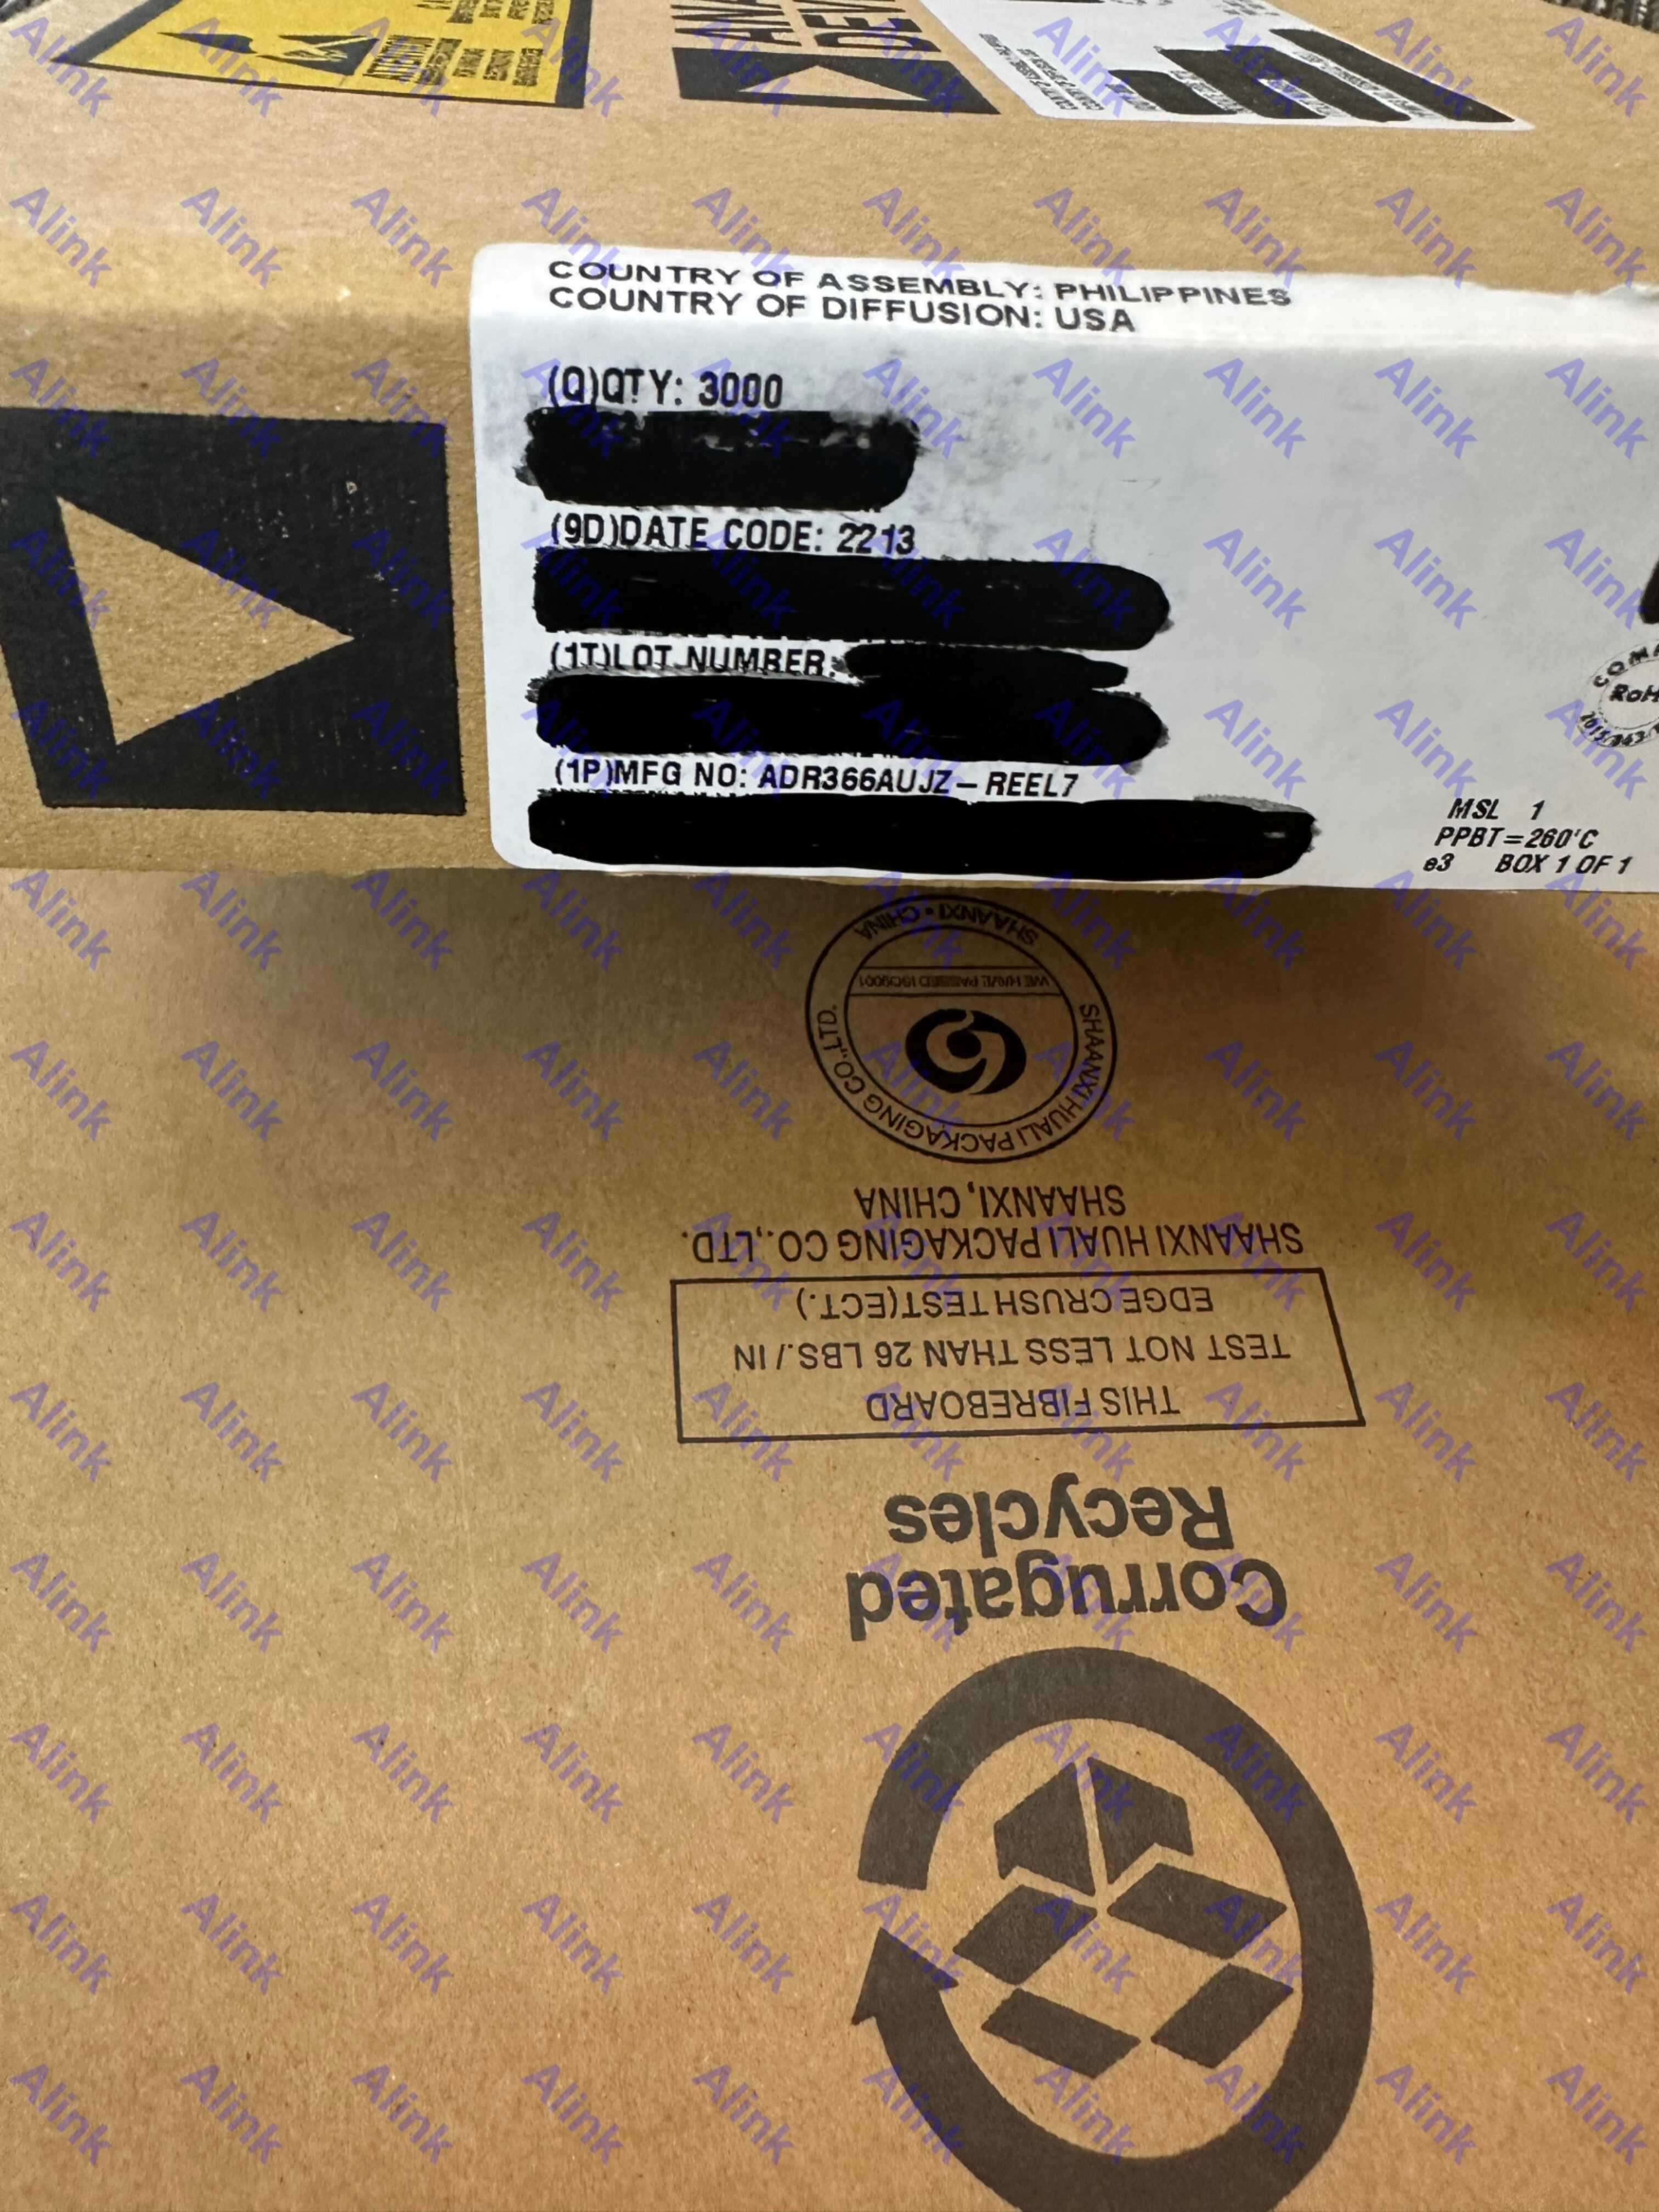 ATTENTION
COUNTRY OF ASSEMBLY: PHILIPPINES
COUNTRY OF DIFFUSION: USA
(Q)QTY: 3000
(9D)DATE CODE: 2213
(1T)LOT NUMBER:
(1P)MFG NO: ADR366AUJZ-REEL7
MSL 1
PPBT=260'C
e3 BOX 1 OF 1
SHAANXI • CHINA
WE HAVE PASSED ISO9001
SHAANXI HUALI PACKAGING CO.,LTD.
SHAANXI, CHINA
SHAANXI HUALI PACKAGING CO.,LTD.
EDGE CRUSH TEST(ECT.)
TEST NOT LESS THAN 26 LBS./IN
THIS FIBREBOARD
Recycles
Corrugated
Alink